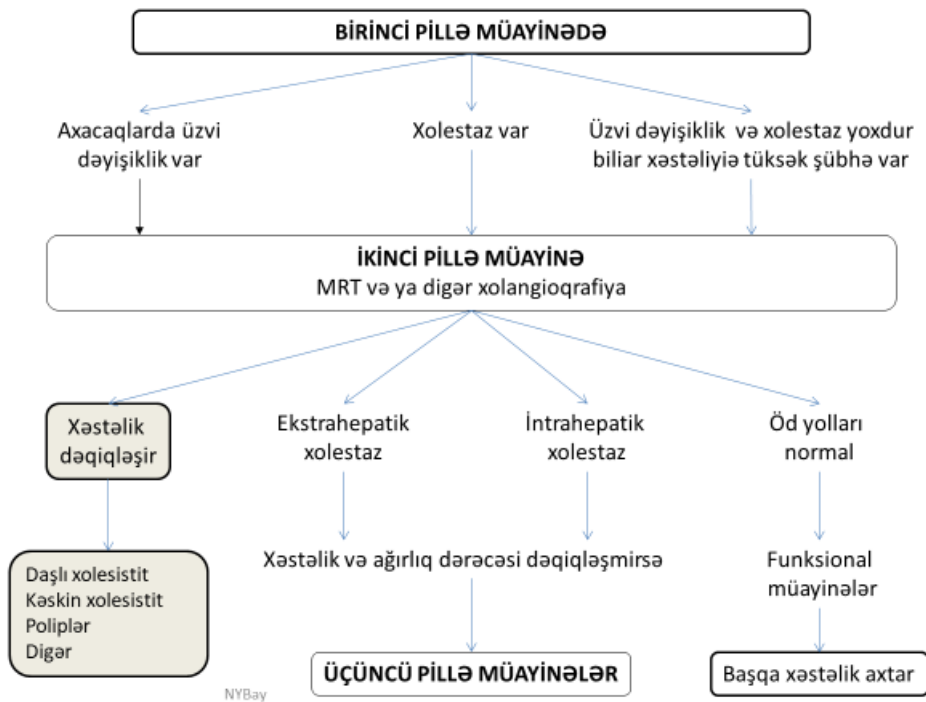 BİRİNCİ PİLLƏ MÜAYİNƏDƏ
Axacaqlarda üzvi
dəyişiklik var
Xolestaz var
Üzvi dəyişiklik və xolestaz yoxdur
biliar xəstəliyiə tüksək şübhə var
İKİNCİ PİLLƏ MÜAYİNƏ
MRT və ya digər xolangioqrafiya
Xəstəlik
dəqiqləşir
Ekstrahepatik
xolestaz
İntrahepatik
xolestaz
Öd yolları
normal
Daşlı xolesistit
Kəskin xolesistit
Poliplər
Digər
Xəstəlik və ağırlıq dərəcəsi dəqiqləşmirsə
Funksional
müayinələr
ÜÇÜNCÜ PİLLƏ MÜAYİNƏLƏR
Başqa xəstəlik axtar
NYBay